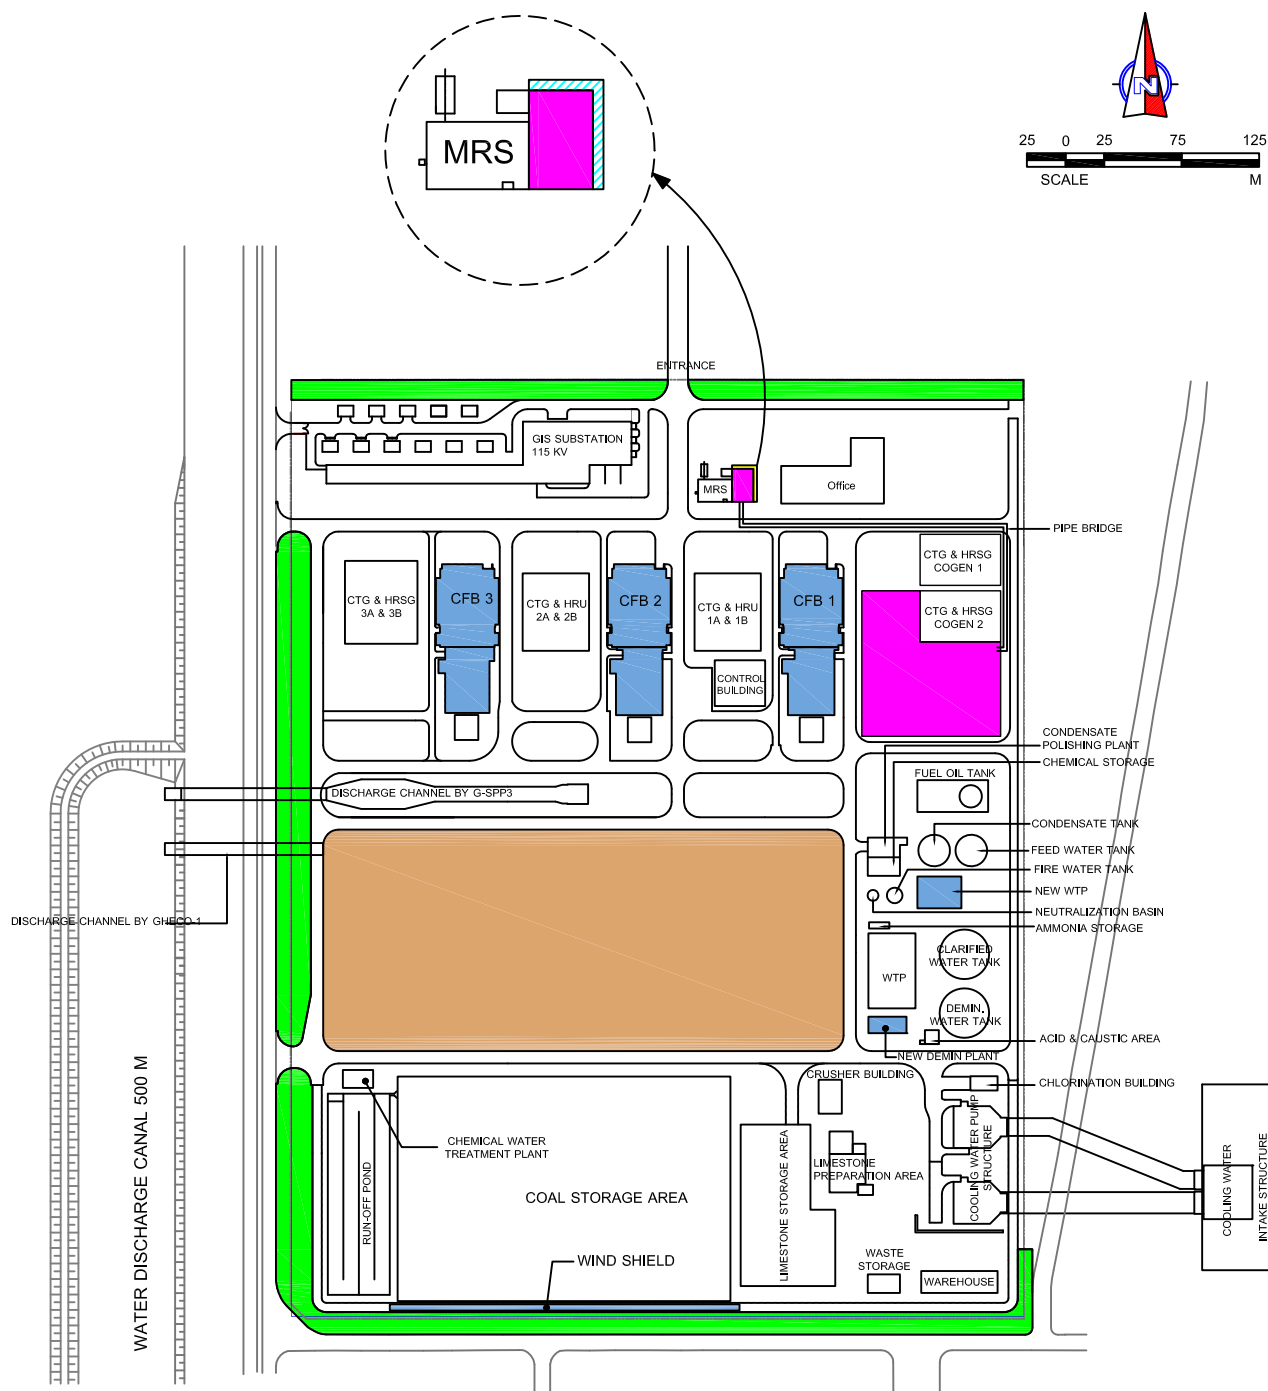 MRS
N
25 0 25 75 125
SCALE M
ENTRANCE
GIS SUBSTATION
115 KV
MRS
Office
PIPE BRIDGE
CTG & HRSG
COGEN 1
CTG & HRSG
3A & 3B
CFB 3
CTG & HRU
2A & 2B
CFB 2
CTG & HRU
1A & 1B
CFB 1
CTG & HRSG
COGEN 2
CONTROL
BUILDING
CONDENSATE
POLISHING PLANT
CHEMICAL STORAGE
FUEL OIL TANK
DISCHARGE CHANNEL BY G-SPP3
CONDENSATE TANK
FEED WATER TANK
FIRE WATER TANK
NEW WTP
NEUTRALIZATION BASIN
AMMONIA STORAGE
DISCHARGE CHANNEL BY GHECO-1
CLARIFIED
WATER TANK
WTP
DEMIN.
WATER TANK
ACID & CAUSTIC AREA
NEW DEMIN PLANT
CRUSHER BUILDING
CHLORINATION BUILDING
WATER DISCHARGE CANAL 500 M
CHEMICAL WATER
TREATMENT PLANT
RUN-OFF POND
COAL STORAGE AREA
LIMESTONE STORAGE AREA
LIMESTONE
PREPARATION AREA
COOLING WATER PUMP
STRUCTURE
COOLING WATER
INTAKE STRUCTURE
WIND SHIELD
WASTE
STORAGE
WAREHOUSE